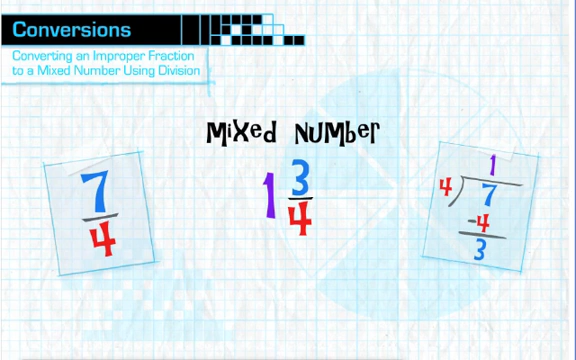 Conversions
Converting an Improper Fraction
to a Mixed Number Using Division
Mixed Number
7
4
1 3
4
1
4 7
-4
3